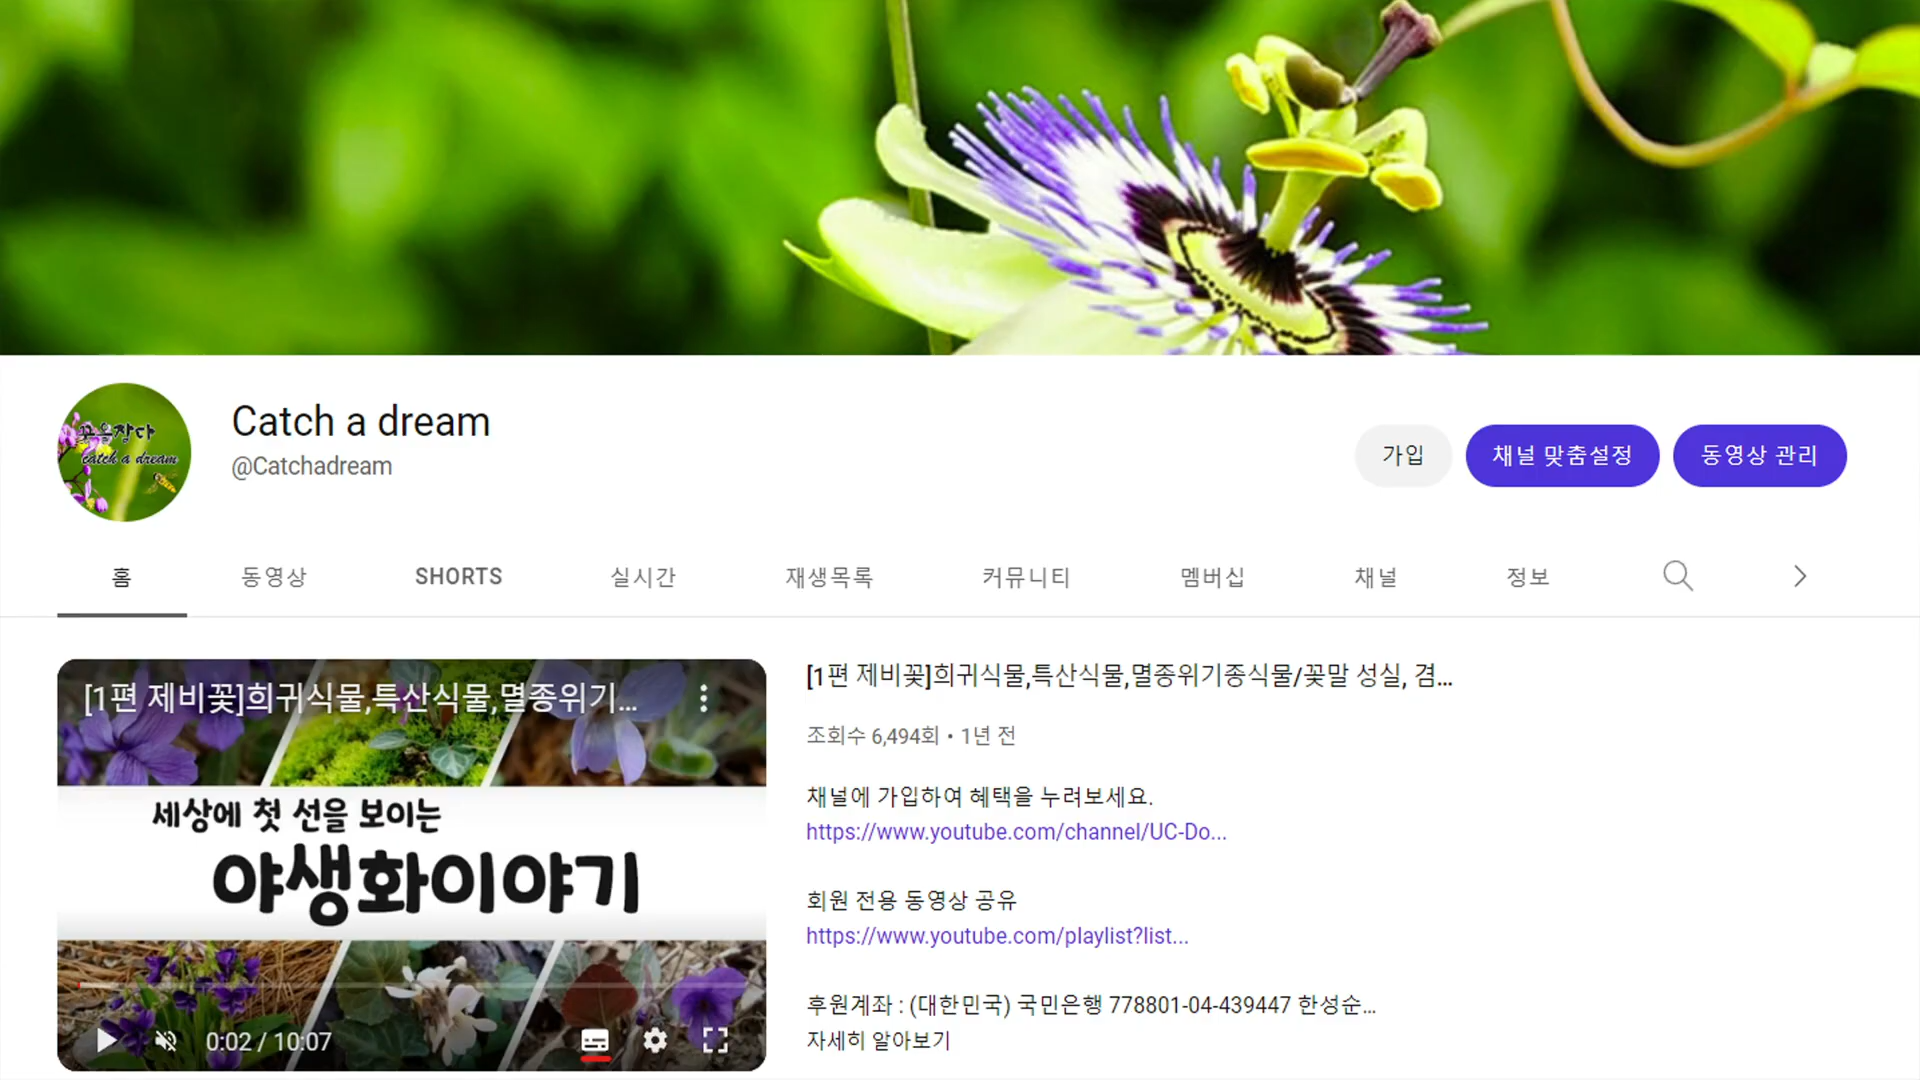 꽃을잡다
catch a dream
Catch a dream
@Catchadream
가입
채널 맞춤설정
동영상 관리
홈
동영상
SHORTS
실시간
재생목록
커뮤니티
멤버십
채널
정보
[1편 제비꽃]희귀식물,특산식물,멸종위기...
세상에 첫 선을 보이는
야생화이야기
0:02 / 10:07
[1편 제비꽃]희귀식물,특산식물,멸종위기종식물/꽃말 성실, 겸...
조회수 6,494회 • 1년 전
채널에 가입하여 혜택을 누려보세요.
https://www.youtube.com/channel/UC-Do...
회원 전용 동영상 공유
https://www.youtube.com/playlist?list...
후원계좌 : (대한민국) 국민은행 778801-04-439447 한성순...
자세히 알아보기